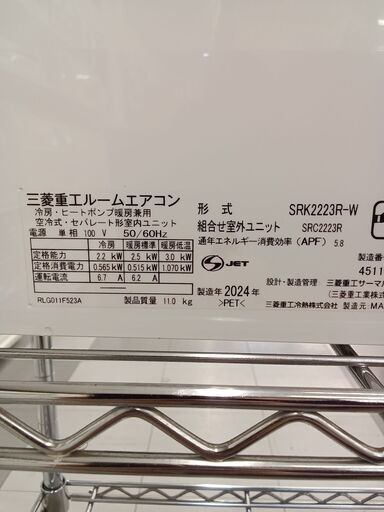 三菱重工ルームエアコン
冷房・ヒートポンプ暖房兼用
空冷式・セパレート形室内ユニット
電源 単相 100 V 50/60Hz
冷房 暖房標準 暖房低温
定格能力 2.2 kW 2.5 kW 3.0 kW
定格消費電力 0.565 kW 0.515 kW 1.070 kW
運転電流 6.7 A 6.2 A
RLG011F523A 製品質量 11.0 kg
形式 SRK2223R-W
組合せ室外ユニット SRC2223R
通年エネルギー消費効率 (APF) 5.8
JET
製造番
4511
製造年 2024年
>PET<
設計・製造管理 三菱重工サーマル
(三菱重工業株式
三菱重工冷熱株式会社 製造元:MA